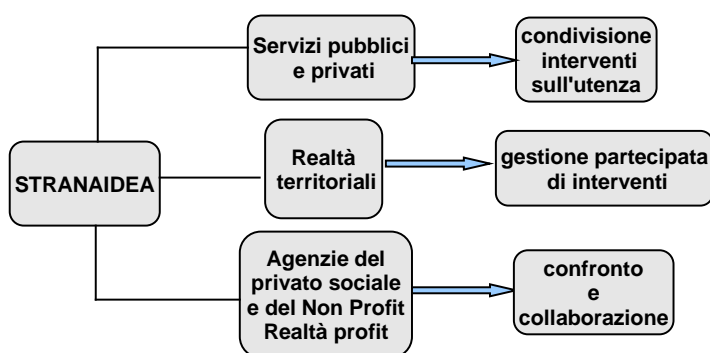 Servizi pubblici
e privati
condivisione
interventi
sull'utenza
STRANAIDEA
Realtà
territoriali
gestione partecipata
di interventi
Agenzie del
privato sociale
e del Non Profit
Realtà profit
confronto
e
collaborazione